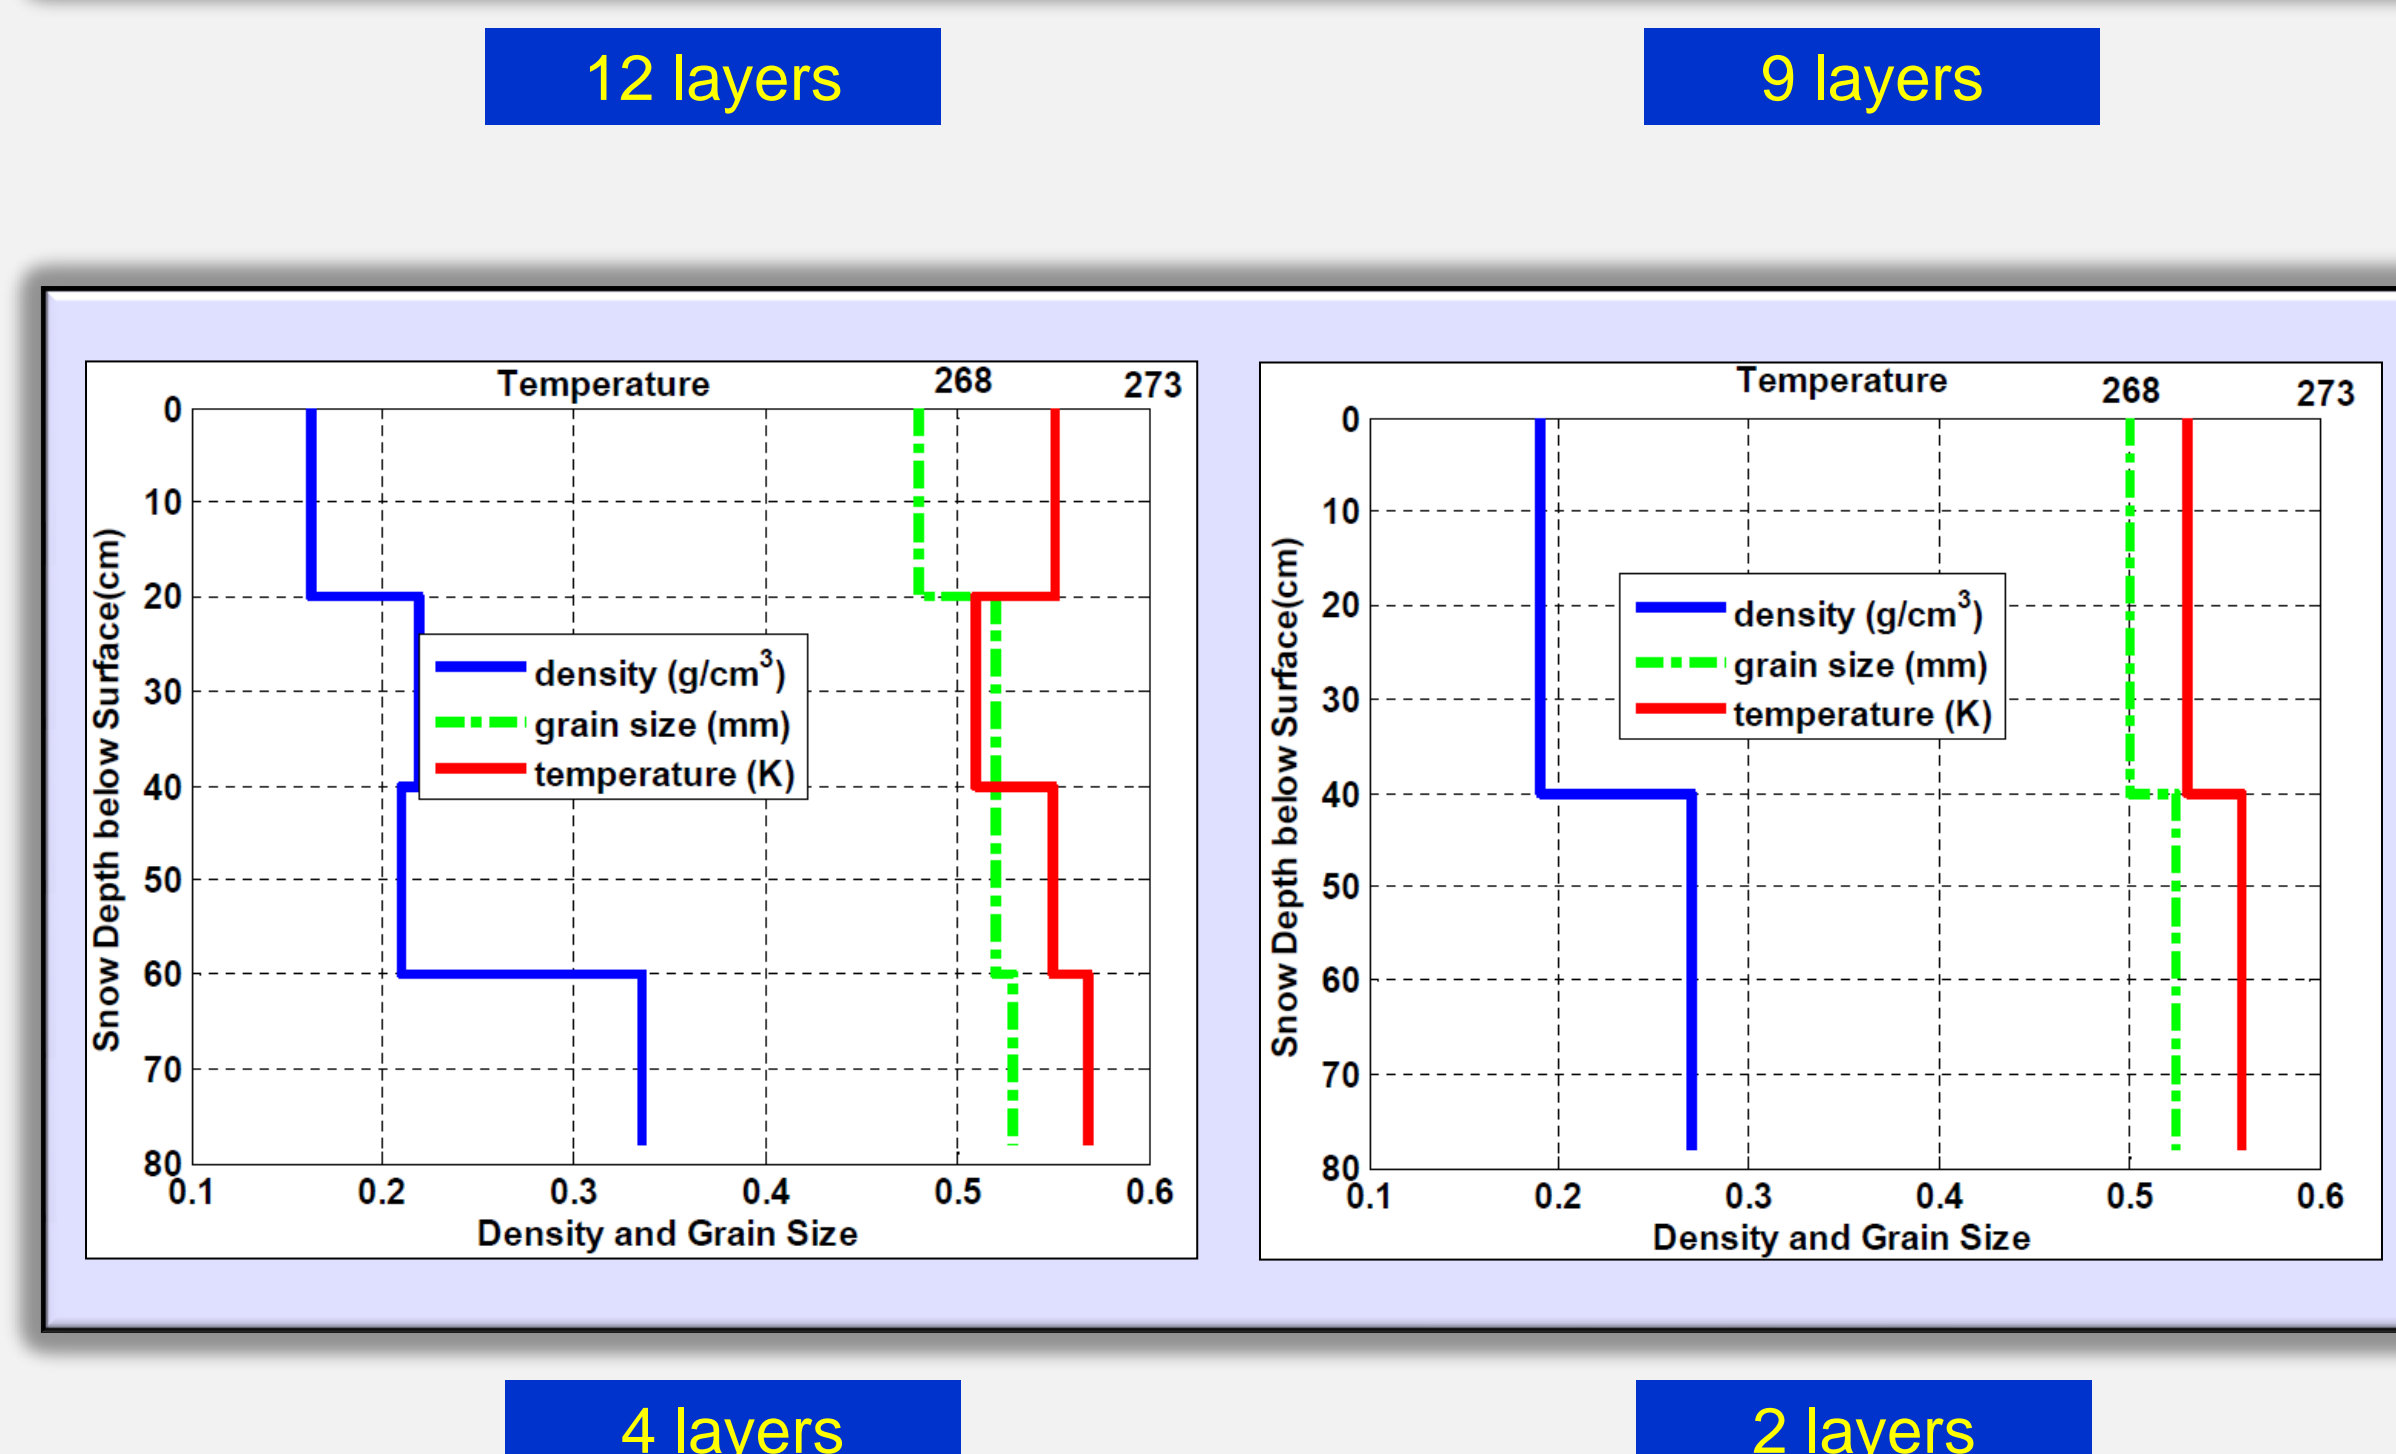 12 layers
9 layers
Temperature
268
273
0
10
20
30
40
50
60
70
80
Snow Depth below Surface(cm)
density (g/cm3)
grain size (mm)
temperature (K)
0.1
0.2
0.3
0.4
0.5
0.6
Density and Grain Size
Temperature
268
273
0
10
20
30
40
50
60
70
80
Snow Depth below Surface(cm)
density (g/cm3)
grain size (mm)
temperature (K)
0.1
0.2
0.3
0.4
0.5
0.6
Density and Grain Size
4 layers
2 layers